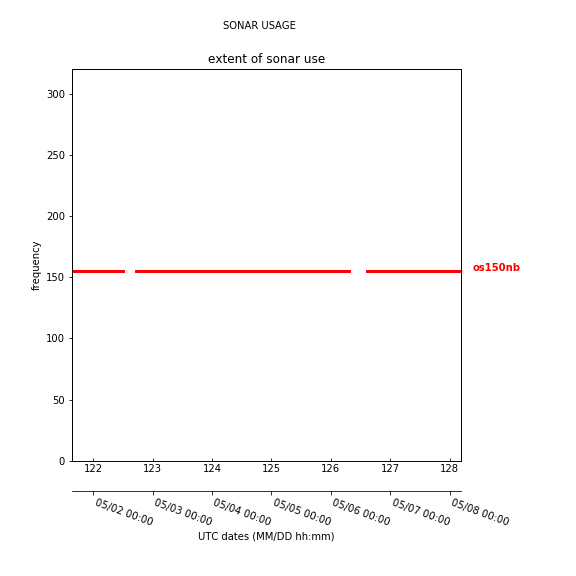 SONAR USAGE
extent of sonar use
300
250
200
150
100
50
0
frequency
os150nb
122 123 124 125 126 127 128
05/02 00:00 05/03 00:00 05/04 00:00 05/05 00:00 05/06 00:00 05/07 00:00 05/08 00:00
UTC dates (MM/DD hh:mm)